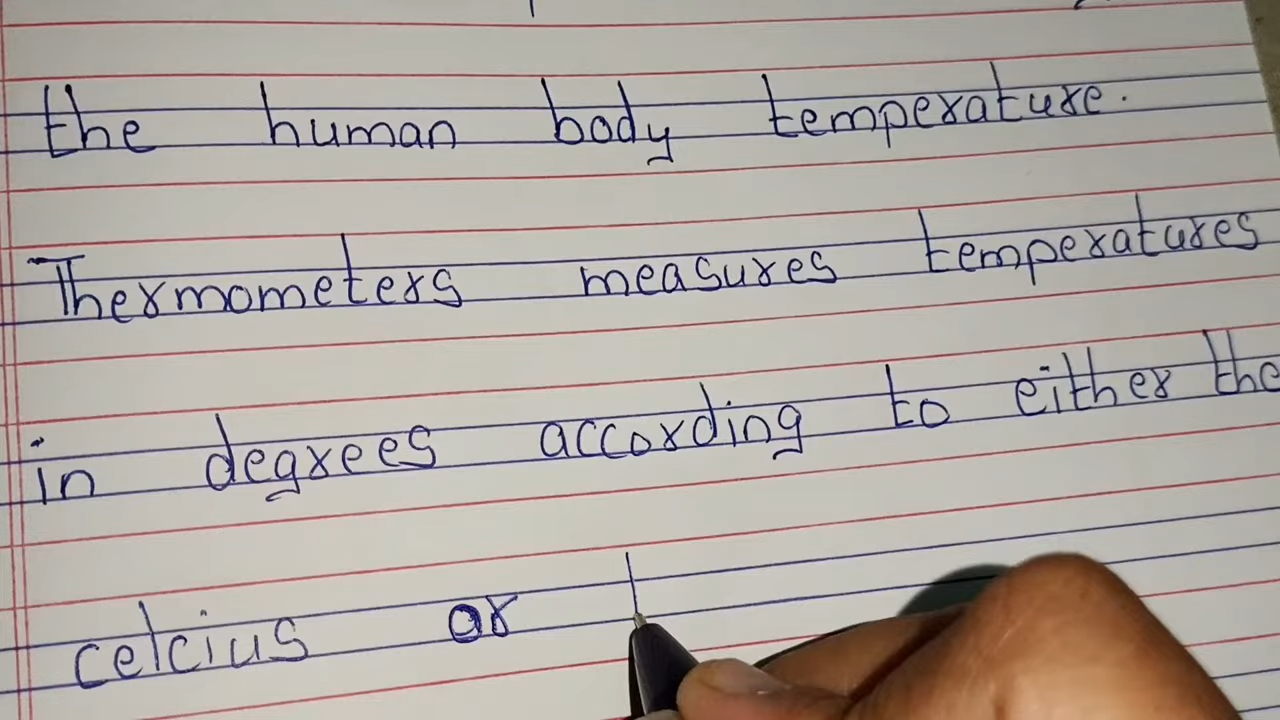 the human body temperature.
Thermometers measures temperatures
in degrees according to either the
celcius or